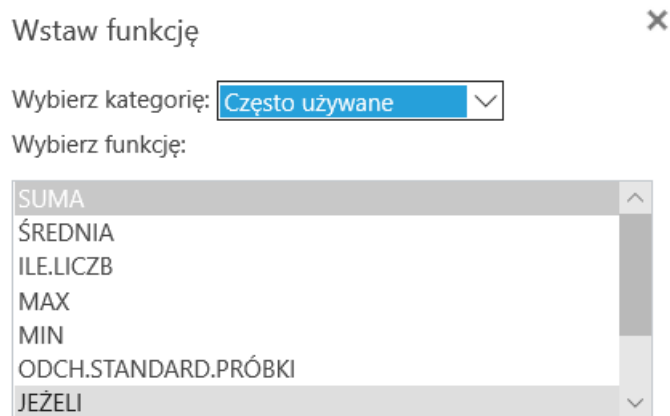 Wstaw funkcję
Wybierz kategorię: Często używane
Wybierz funkcję:
SUMA
ŚREDNIA
ILE.LICZB
MAX
MIN
ODCH.STANDARD.PRÓBKI
JEŻELI